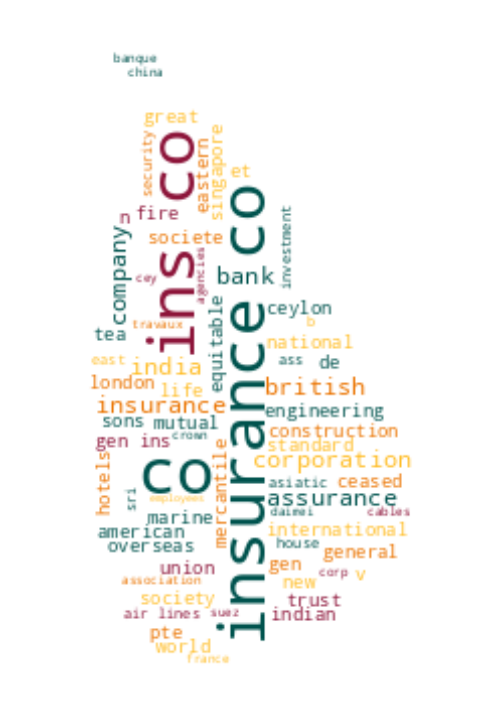 banque
china
great
security
ins co
eastern
singapore
et
n
fire
insurance co
investment
company
societe
cey
agencies
bank
ceylon
b
tea
travaux
equitable
national
east
india
ass
de
london
life
british
insurance
engineering
sons
mutual
construction
gen ins
crown
standard
hotels
co
mercantile
corporation
sri
employees
asiatic
ceased
assurance
marine
daimei
cables
american
international
overseas
house
general
union
gen
corp
v
association
new
society
trust
air lines
suez
indian
pte
world
france